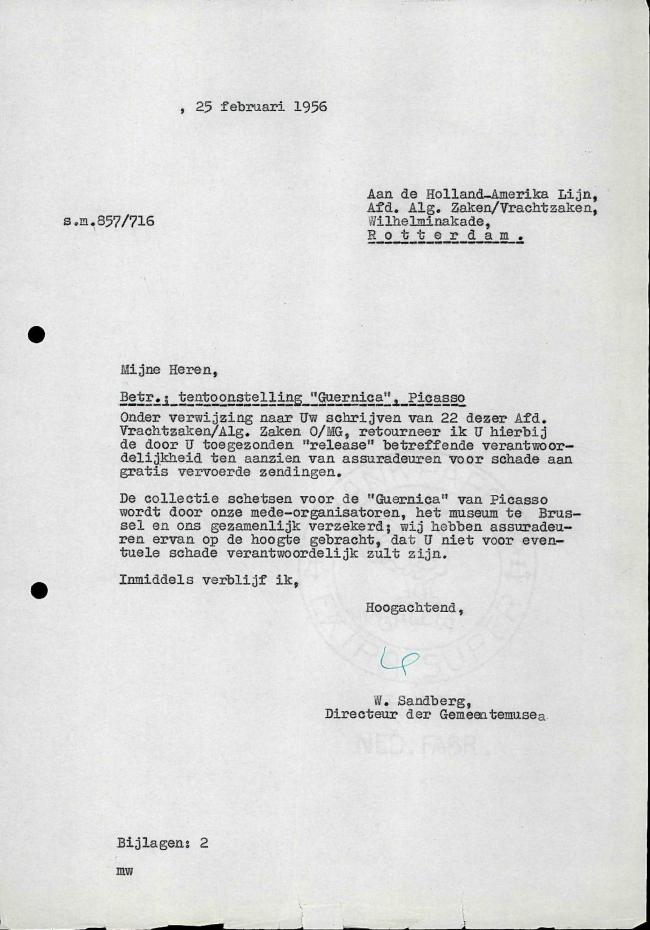 , 25 februari 1956
Aan de Holland-Amerika Lijn,
Afd. Alg. Zaken/Vrachtzaken,
s.m.857/716
Wilhelminakade,
R o t t e r d a m .
Mijne Heren,
Betr.; tentoonstelling "Guernica", Picasso
Onder verwijzing naar Uw schrijven van 22 dezer Afd.
Vrachtzaken/Alg. Zaken O/MG, retourneer ik U hierbij
de door U toegezonden "release" betreffende verantwoor-
delijkheid ten aanzien van assuradeuren voor schade aan
gratis vervoerde zendingen.
De collectie schetsen voor de "Guernica" van Picasso
wordt door onze mede-organisatoren, het museum te Brus-
sel en ons gezamenlijk verzekerd; wij hebben assuradeu-
ren ervan op de hoogte gebracht, dat U niet voor even-
tuele schade verantwoordelijk zult zijn.
Inmiddels verblijf ik,
Hoogachtend,
W. Sandberg,
Directeur der Gemeentemusea
NED. FABR.
Bijlagen: 2
mw